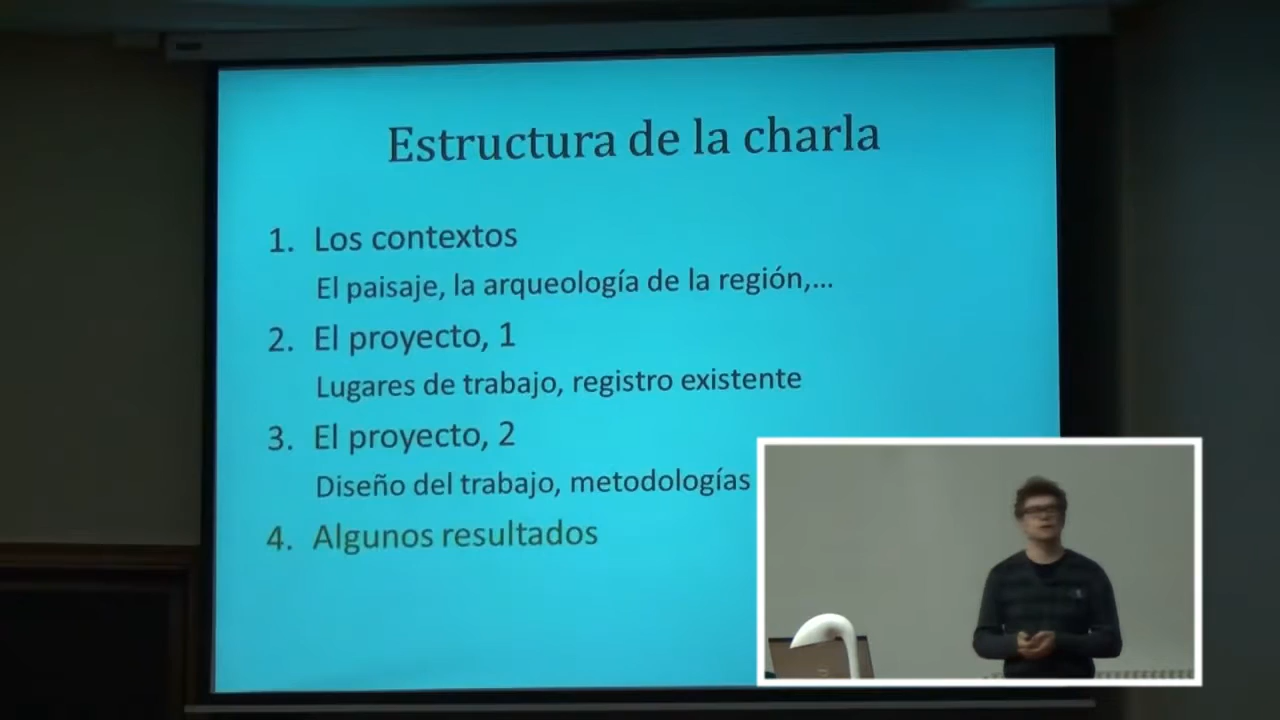 Estructura de la charla
1. Los contextos
El paisaje, la arqueología de la región,...
2. El proyecto, 1
Lugares de trabajo, registro existente
3. El proyecto, 2
Diseño del trabajo, metodologías
4. Algunos resultados